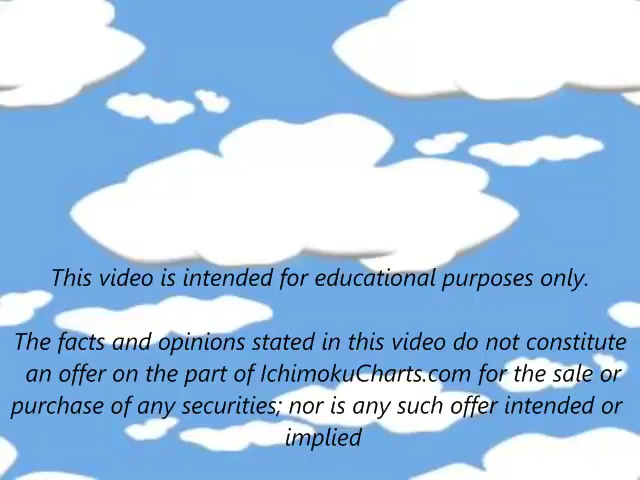 This video is intended for educational purposes only.
The facts and opinions stated in this video do not constitute
an offer on the part of IchimokuCharts.com for the sale or
purchase of any securities; nor is any such offer intended or
implied